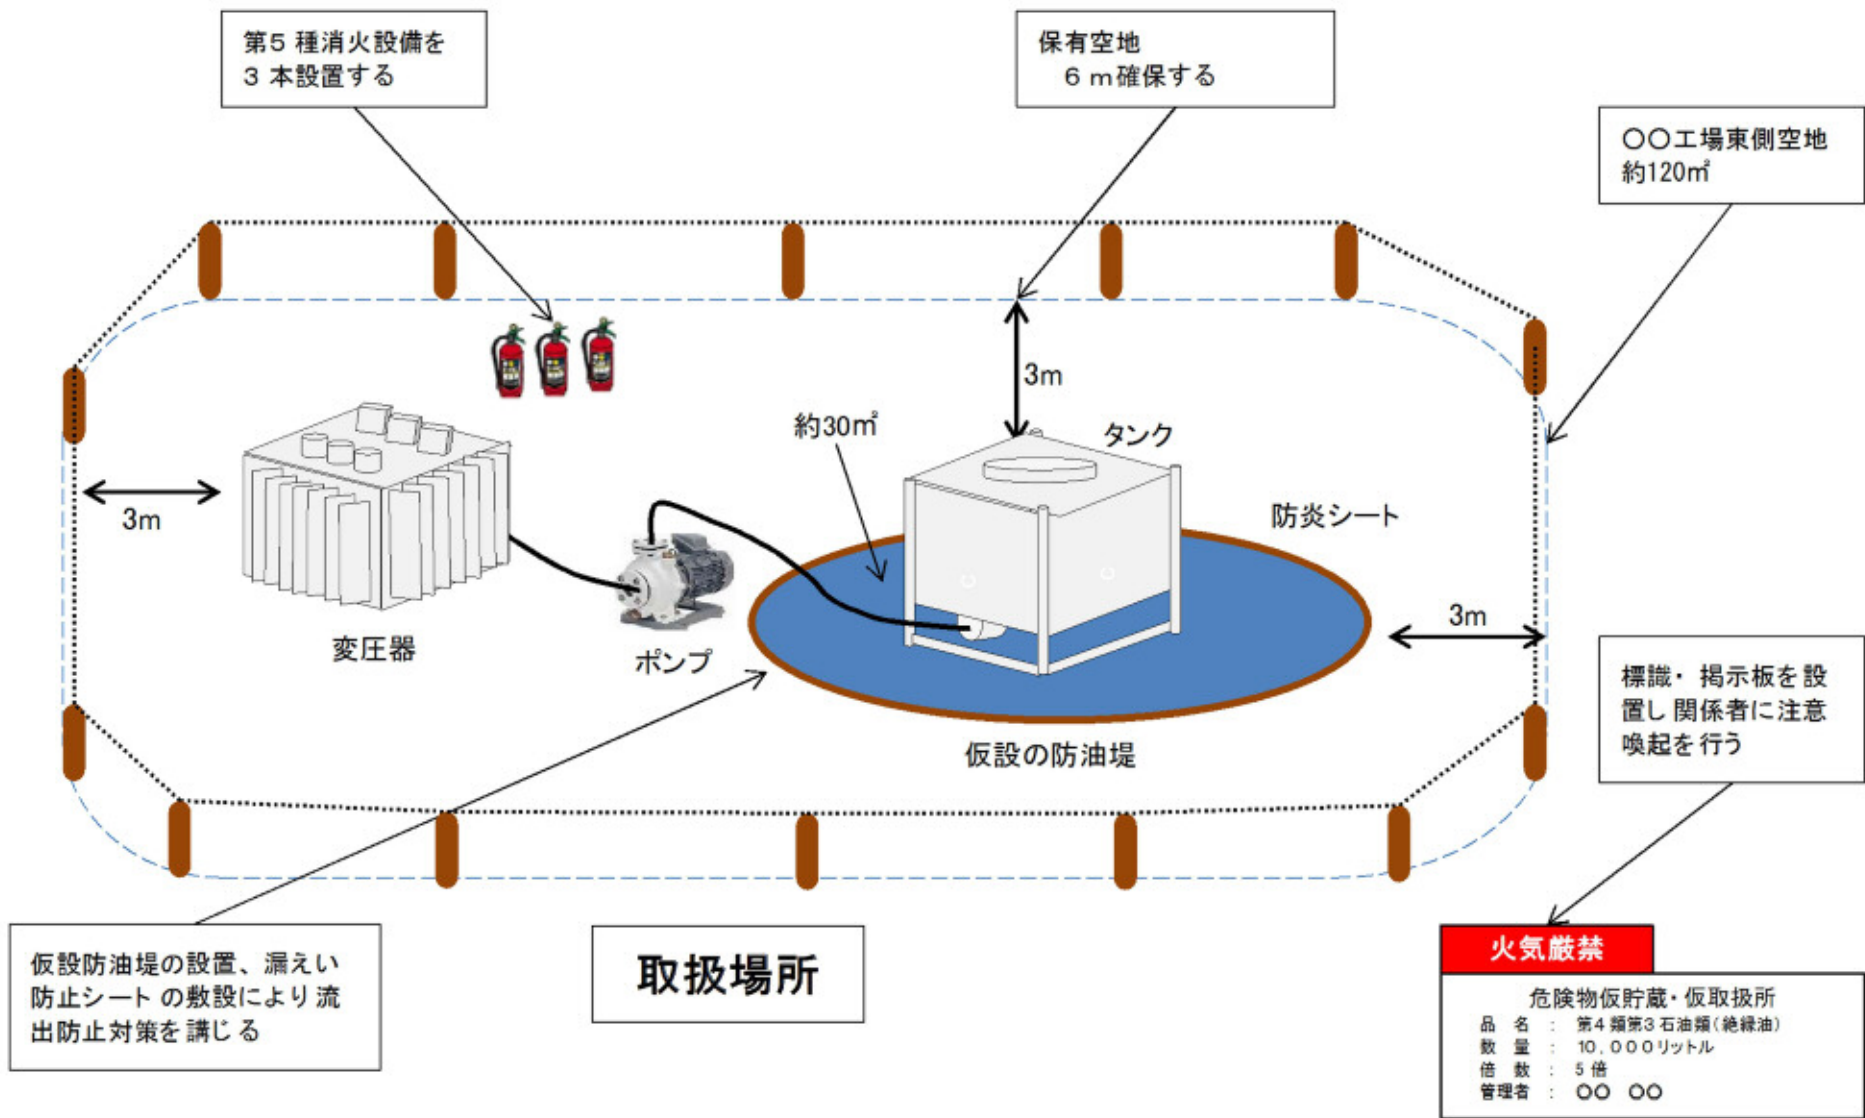 第5種消火設備を
3本設置する
保有空地
6m確保する
〇〇工場東側空地
約120㎡
3m
約30㎡
タンク
防炎シート
3m
変圧器
ポンプ
3m
仮設の防油堤
標識・掲示板を設
置し関係者に注意
喚起を行う
仮設防油堤の設置、漏えい
防止シートの敷設により流
出防止対策を講じる
取扱場所
火気厳禁
危険物仮貯蔵・仮取扱所
品名：第4類第3石油類(絶縁油)
数量：10,000リットル
倍数：5倍
管理者：〇〇 〇〇